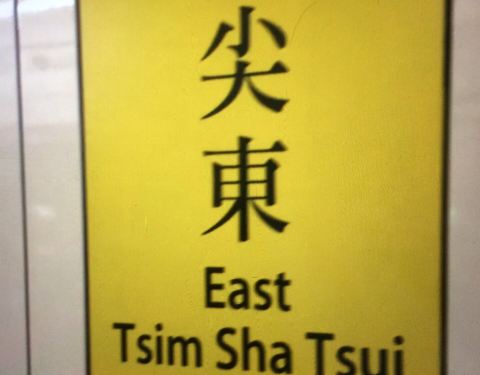 尖
東
East
Tsim Sha Tsui